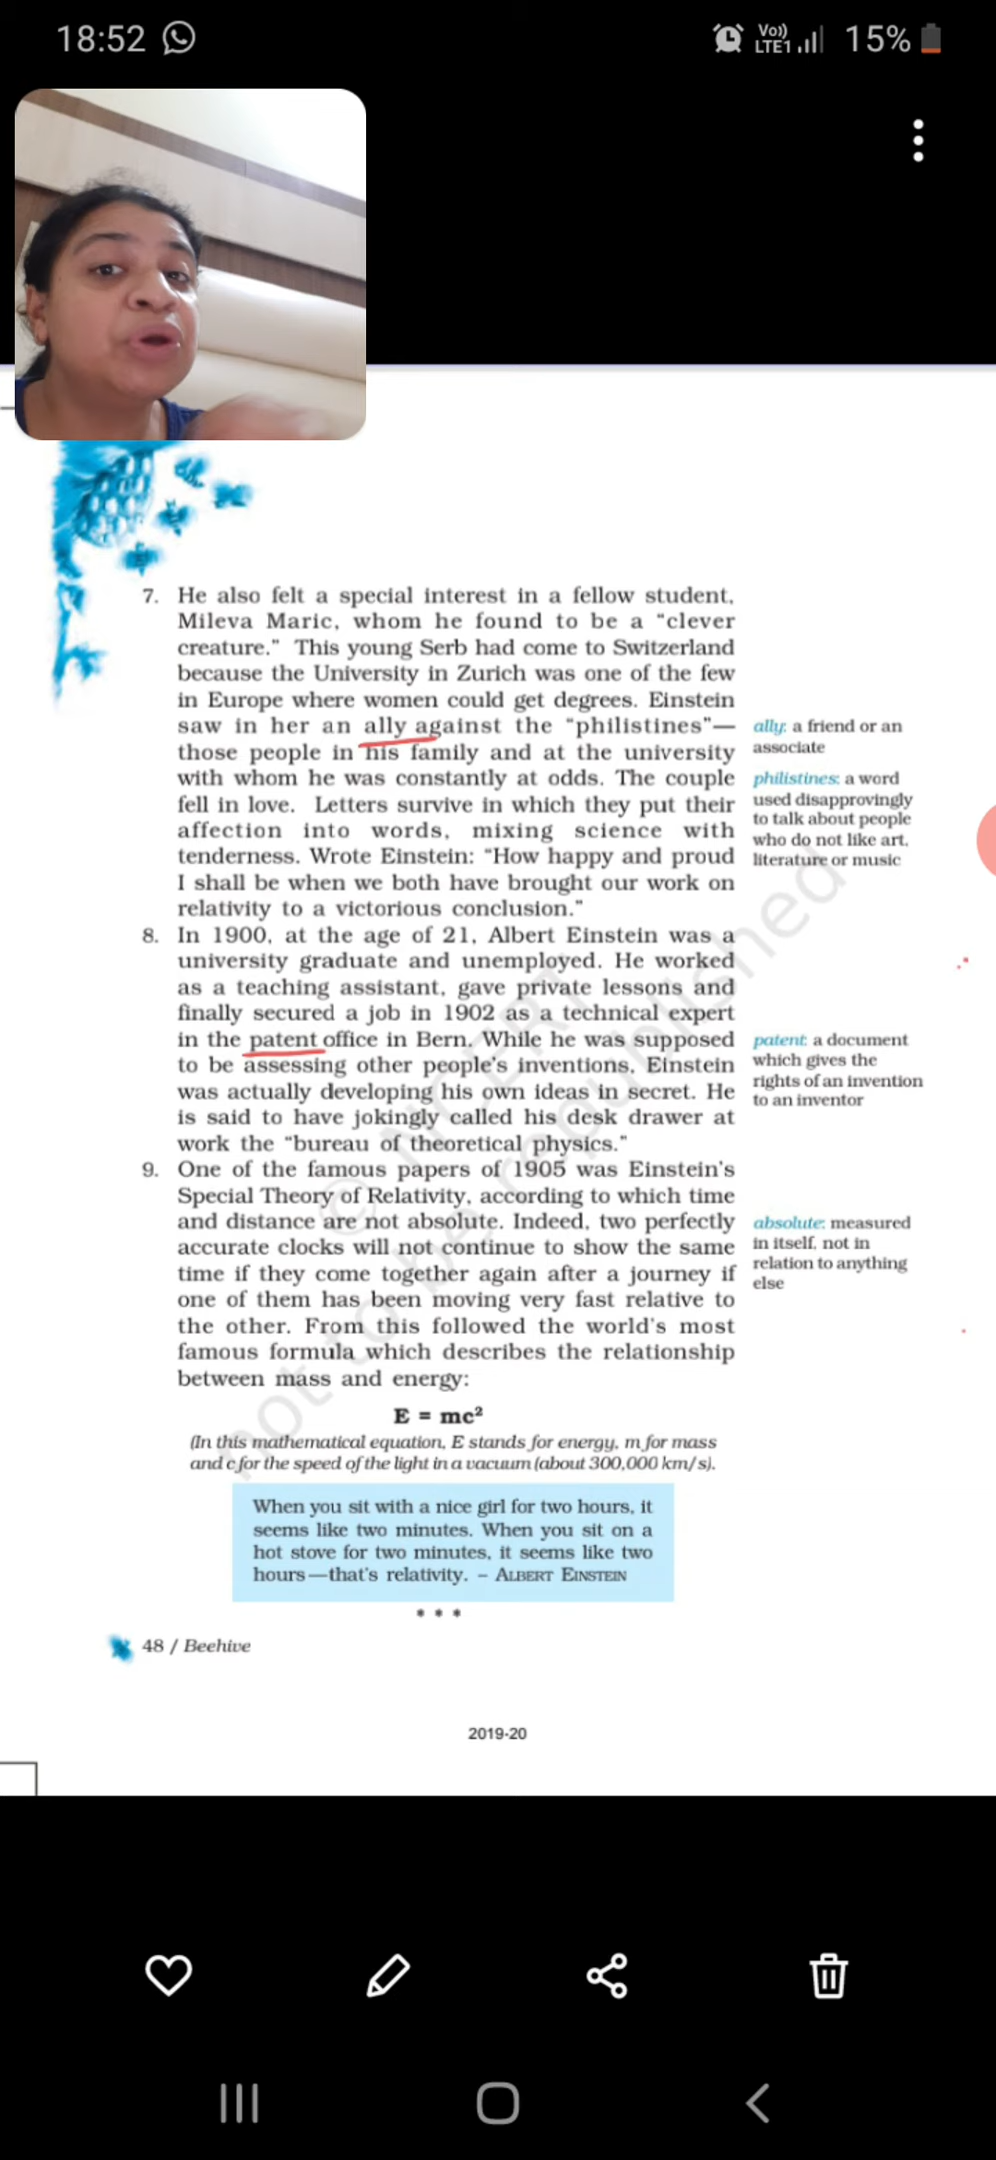 18:52
Vo))
LTE1
15%
7. He also felt a special interest in a fellow student,
Mileva Maric, whom he found to be a “clever
creature.” This young Serb had come to Switzerland
because the University in Zurich was one of the few
in Europe where women could get degrees. Einstein
saw in her an ally against the “philistines”—
those people in his family and at the university
with whom he was constantly at odds. The couple
fell in love. Letters survive in which they put their
affection into words, mixing science with
tenderness. Wrote Einstein: “How happy and proud
I shall be when we both have brought our work on
relativity to a victorious conclusion.”
ally: a friend or an
associate
philistines: a word
used disapprovingly
to talk about people
who do not like art,
literature or music
8. In 1900, at the age of 21, Albert Einstein was a
university graduate and unemployed. He worked
as a teaching assistant, gave private lessons and
finally secured a job in 1902 as a technical expert
in the patent office in Bern. While he was supposed
to be assessing other people’s inventions, Einstein
was actually developing his own ideas in secret. He
is said to have jokingly called his desk drawer at
work the “bureau of theoretical physics.”
patent: a document
which gives the
rights of an invention
to an inventor
9. One of the famous papers of 1905 was Einstein’s
Special Theory of Relativity, according to which time
and distance are not absolute. Indeed, two perfectly
accurate clocks will not continue to show the same
time if they come together again after a journey if
one of them has been moving very fast relative to
the other. From this followed the world’s most
famous formula which describes the relationship
between mass and energy:
absolute: measured
in itself, not in
relation to anything
else
E = mc²
(In this mathematical equation, E stands for energy, m for mass
and c for the speed of the light in a vacuum (about 300,000 km/s).
When you sit with a nice girl for two hours, it
seems like two minutes. When you sit on a
hot stove for two minutes, it seems like two
hours—that’s relativity. – ALBERT EINSTEIN
* * *
48 / Beehive
2019-20
© NCERT
not to be republished